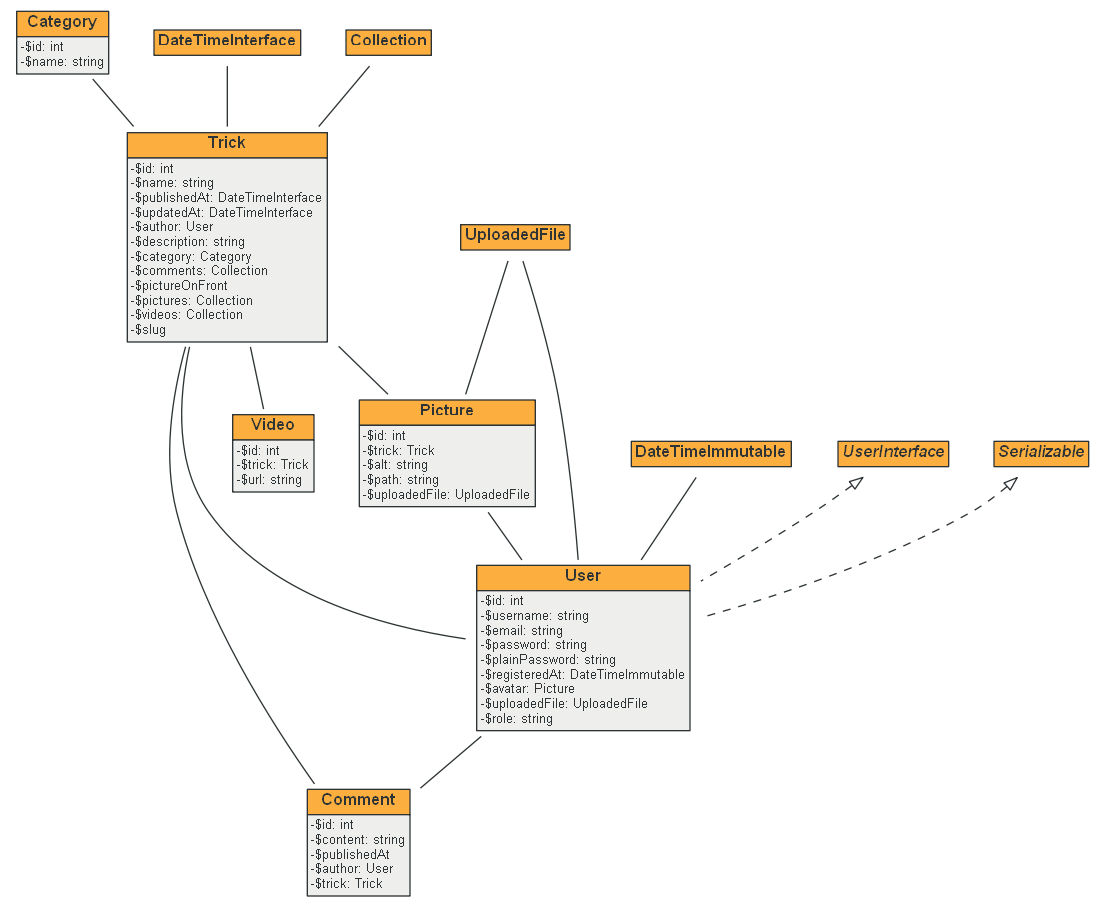 Category
-$id: int
-$name: string
DateTimeInterface
Collection
Trick
-$id: int
-$name: string
-$publishedAt: DateTimeInterface
-$updatedAt: DateTimeInterface
-$author: User
-$description: string
-$category: Category
-$comments: Collection
-$pictureOnFront
-$pictures: Collection
-$videos: Collection
-$slug
UploadedFile
Video
-$id: int
-$trick: Trick
-$url: string
Picture
-$id: int
-$trick: Trick
-$alt: string
-$path: string
-$uploadedFile: UploadedFile
DateTimeImmutable
UserInterface
Serializable
User
-$id: int
-$username: string
-$email: string
-$password: string
-$plainPassword: string
-$registeredAt: DateTimeImmutable
-$avatar: Picture
-$uploadedFile: UploadedFile
-$role: string
Comment
-$id: int
-$content: string
-$publishedAt
-$author: User
-$trick: Trick